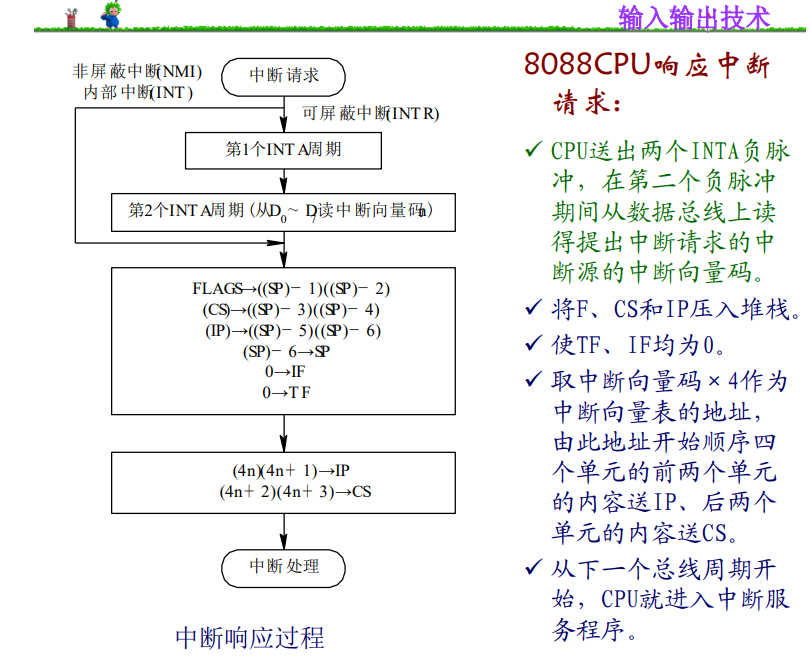 输入输出技术
非屏蔽中断(NMI)
内部中断(INT)
中断请求
可屏蔽中断(INTR)
第1个INTA周期
第2个INTA周期(从D0~D7读中断向量码n)
FLAGS→((SP)-1)((SP)-2)
(CS)→((SP)-3)((SP)-4)
(IP)→((SP)-5)((SP)-6)
(SP)-6→SP
0→IF
0→TF
(4n)(4n+1)→IP
(4n+2)(4n+3)→CS
中断处理
中断响应过程
8088CPU响应中断
请求：
✓ CPU送出两个INTA负脉
冲，在第二个负脉冲
期间从数据总线上读
得提出中断请求的中
断源的中断向量码。
✓ 将F、CS和IP压入堆栈。
✓ 使TF、IF均为0。
✓ 取中断向量码×4作为
中断向量表的地址，
由此地址开始顺序四
个单元的前两个单元
的内容送IP、后两个
单元的内容送CS。
✓ 从下一个总线周期开
始，CPU就进入中断服
务程序。